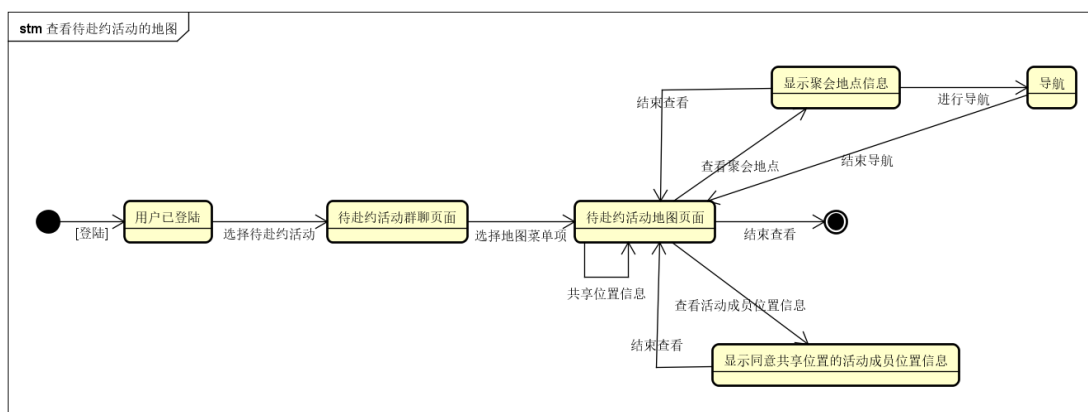 stm 查看待赴约活动的地图
显示聚会地点信息
导航
结束查看
进行导航
查看聚会地点
结束导航
用户已登陆
待赴约活动群聊页面
待赴约活动地图页面
[登陆]
选择待赴约活动
选择地图菜单项
结束查看
共享位置信息
查看活动成员位置信息
结束查看
显示同意共享位置的活动成员位置信息